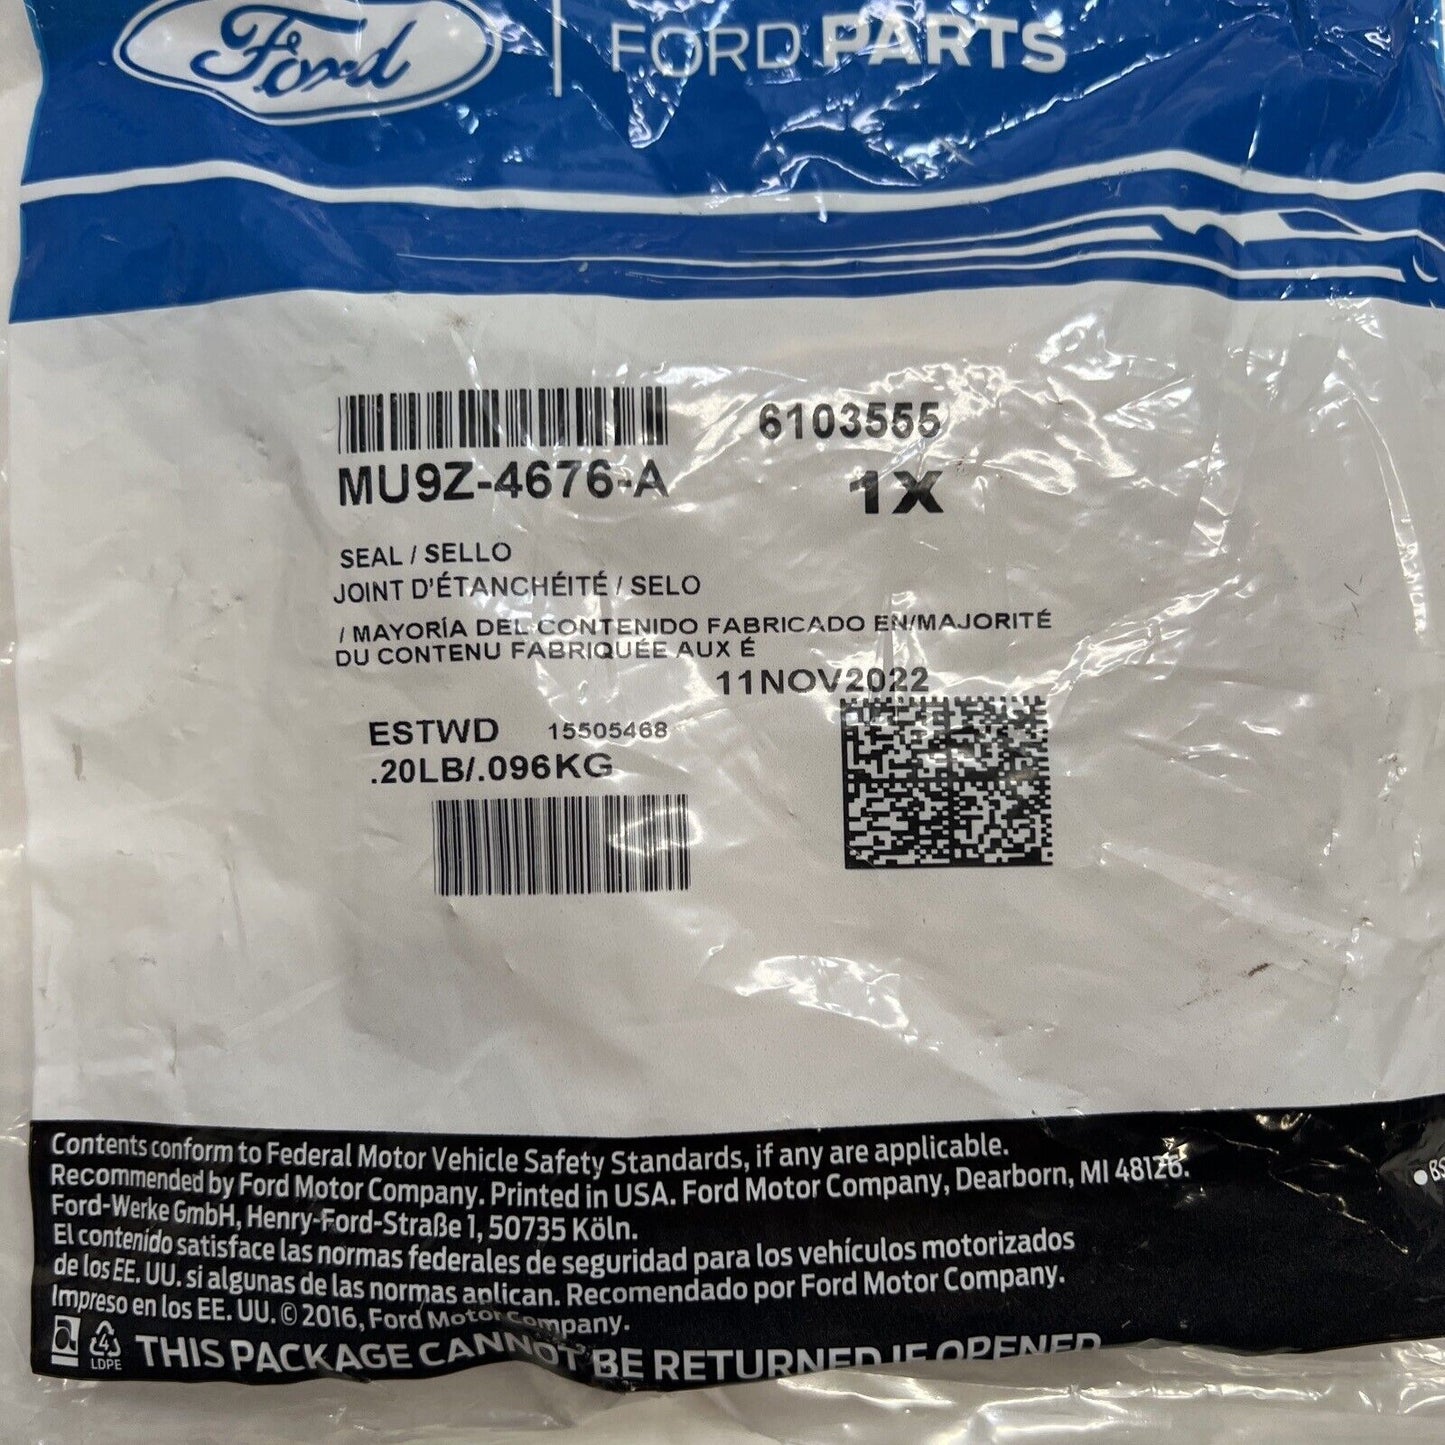 Ford
FORD PARTS
MU9Z-4676-A
6103555
1X
SEAL / SELLO
JOINT D'ÉTANCHÉITÉ / SELO
/ MAYORÍA DEL CONTENIDO FABRICADO EN/MAJORITÉ
DU CONTENU FABRIQUÉE AUX É
11NOV2022
ESTWD 15505468
.20LB/.096KG
Contents conform to Federal Motor Vehicle Safety Standards, if any are applicable.
Recommended by Ford Motor Company. Printed in USA. Ford Motor Company, Dearborn, MI 48126.
Ford-Werke GmbH, Henry-Ford-Straße 1, 50735 Köln.
El contenido satisface las normas federales de seguridad para los vehículos motorizados
de los EE. UU. si algunas de las normas aplican. Recomendado por Ford Motor Company.
Impreso en los EE. UU. © 2016, Ford Motor Company.
4
LDPE
THIS PACKAGE CANNOT BE RETURNED IF OPENED